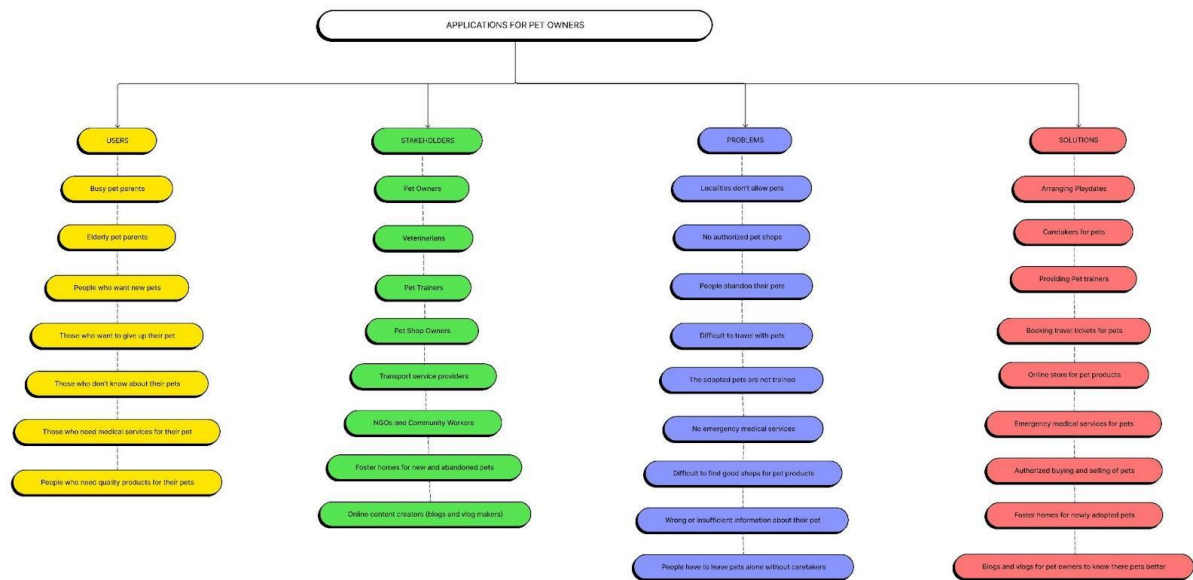 APPLICATIONS FOR PET OWNERS
USERS
Busy pet parents
Elderly pet parents
People who want new pets
Those who want to give up their pet
Those who don't know about their pets
Those who need medical services for their pet
People who need quality products for their pets
STAKEHOLDERS
Pet Owners
Veterinarians
Pet Trainers
Pet Shop Owners
Transport service providers
NGOs and Community Workers
Foster homes for new and abandoned pets
Online content creators (blogs and vlog makers)
PROBLEMS
Localities don't allow pets
No authorized pet shops
People abandon their pets
Difficult to travel with pets
The adopted pets are not trained
No emergency medical services
Difficult to find good shops for pet products
Wrong or insufficient information about their pet
People have to leave pets alone without caretakers
SOLUTIONS
Arranging Playdates
Caretakers for pets
Providing Pet trainers
Booking travel tickets for pets
Online store for pet products
Emergency medical services for pets
Authorized buying and selling of pets
Foster homes for newly adopted pets
Blogs and vlogs for pet owners to know there pets better